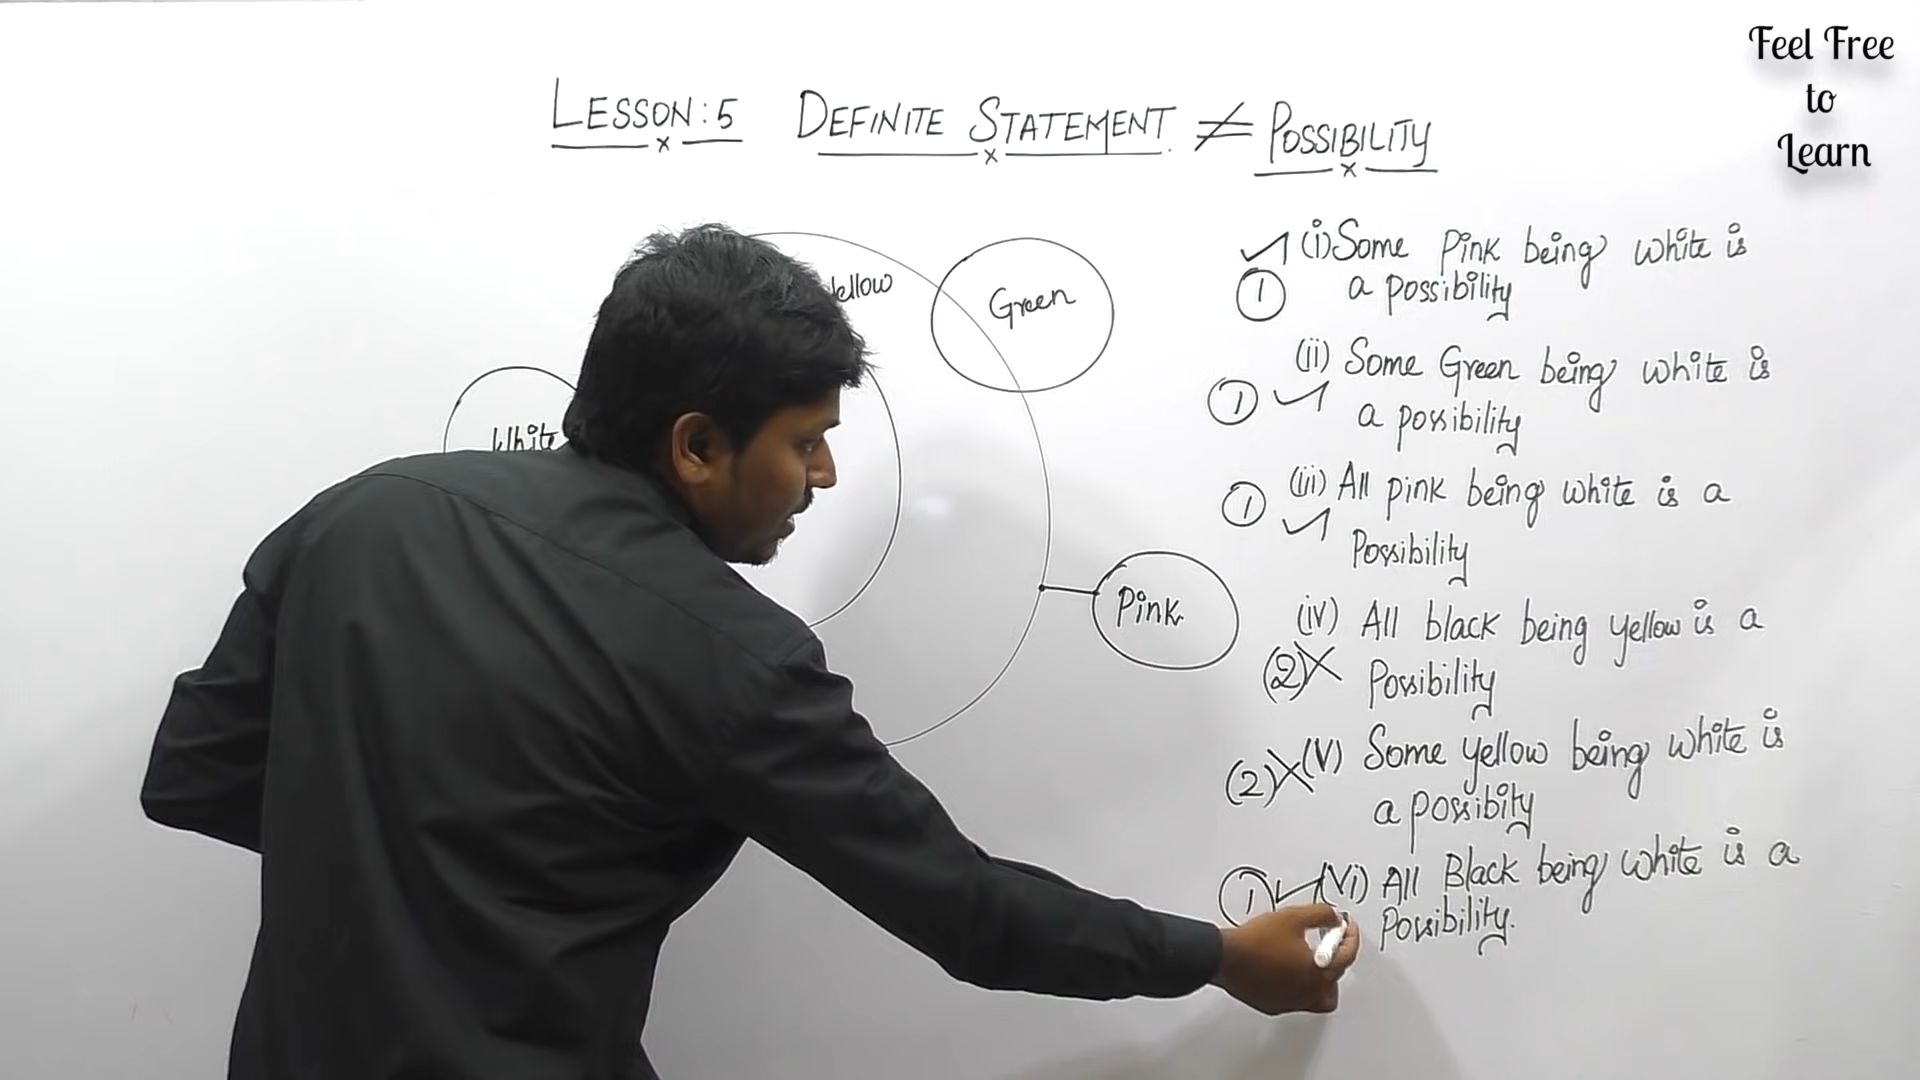 Feel Free
to
Learn
LESSON: 5 DEFINITE STATEMENT ≠ POSSIBILITY
Yellow
Green
White
Pink
✓ (i) Some Pink being white is
① a possibility
(ii) Some Green being white is
① ✓ a possibility
① (iii) All pink being white is a
✓ Possibility
(iv) All black being yellow is a
(2) X Possibility
(2) X (V) Some yellow being white is
a possibity
① ✓ (Vi) All Black being white is a
Possibility.